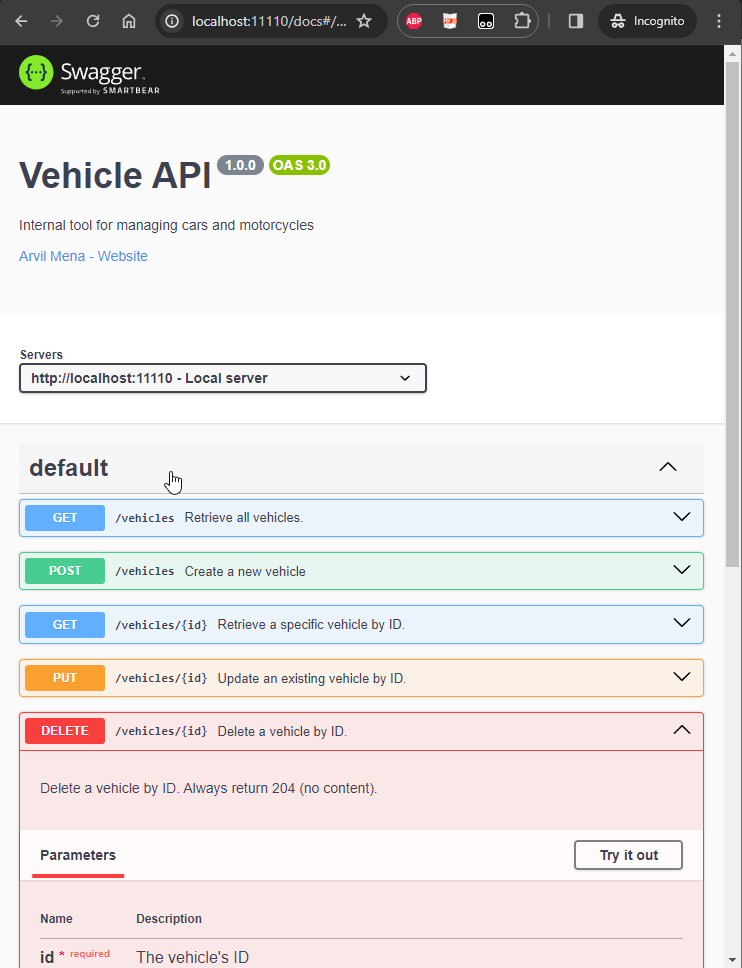 localhost:11110/docs#/...
ABP
Incognito
Swagger
Supported by SMARTBEAR
Vehicle API 1.0.0 OAS 3.0
Internal tool for managing cars and motorcycles
Arvil Mena - Website
Servers
http://localhost:11110 - Local server
default
GET /vehicles Retrieve all vehicles.
POST /vehicles Create a new vehicle
GET /vehicles/{id} Retrieve a specific vehicle by ID.
PUT /vehicles/{id} Update an existing vehicle by ID.
DELETE /vehicles/{id} Delete a vehicle by ID.
Delete a vehicle by ID. Always return 204 (no content).
Parameters Try it out
Name Description
id * required The vehicle's ID